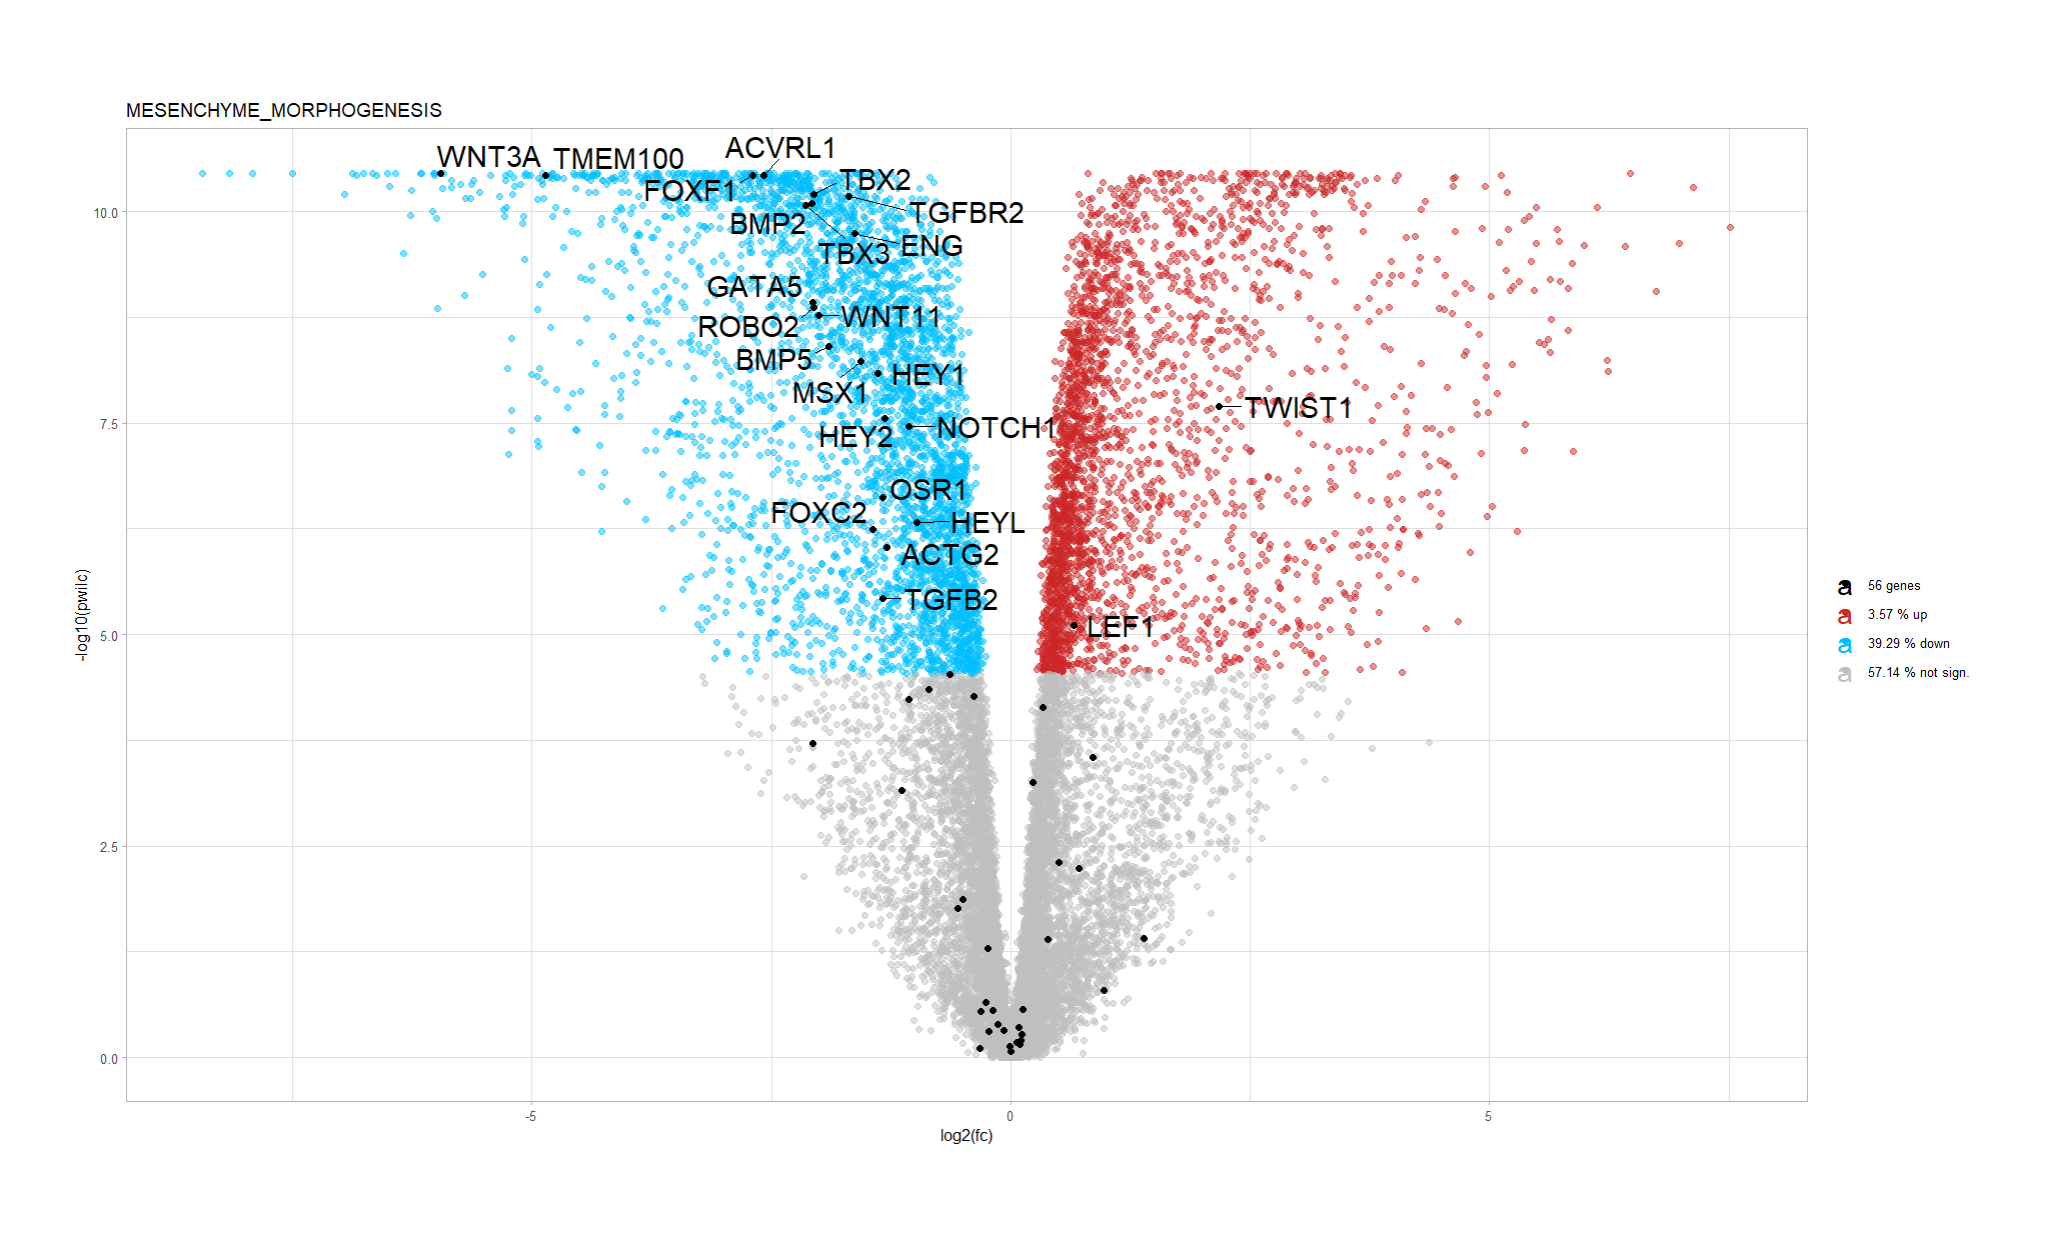 MESENCHYME_MORPHOGENESIS
WNT3A
TMEM100
ACVRL1
FOXF1
TBX2
TGFBR2
BMP2
TBX3
ENG
GATA5
ROBO2
WNT11
BMP5
MSX1
HEY1
TWIST1
HEY2
NOTCH1
OSR1
FOXC2
HEYL
ACTG2
TGFB2
LEF1
10.0
7.5
5.0
2.5
0.0
-log10(pwilc)
-5
0
5
log2(fc)
a 56 genes
a 3.57 % up
a 39.29 % down
a 57.14 % not sign.